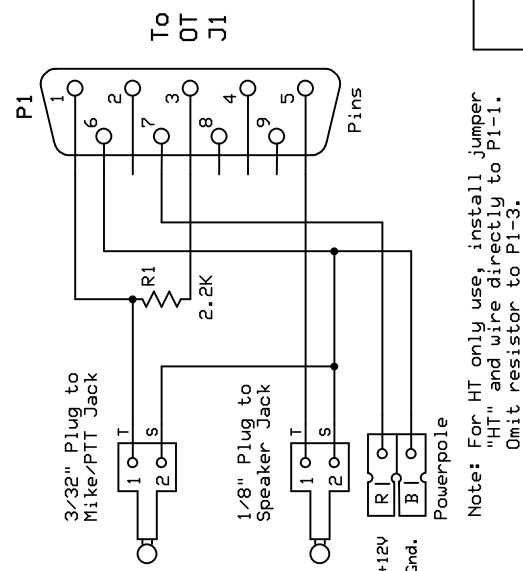 To
OT
J1
P1
1
2
3
4
5
6
7
8
9
Pins
R1
2.2K
3/32" Plug to
Mike/PTT Jack
T
S
1
2
1/8" Plug to
Speaker Jack
T
S
1
2
+12V
Gnd.
R
B
Powerpole
Note: For HT only use, install jumper
"HT" and wire directly to P1-1.
Omit resistor to P1-3.